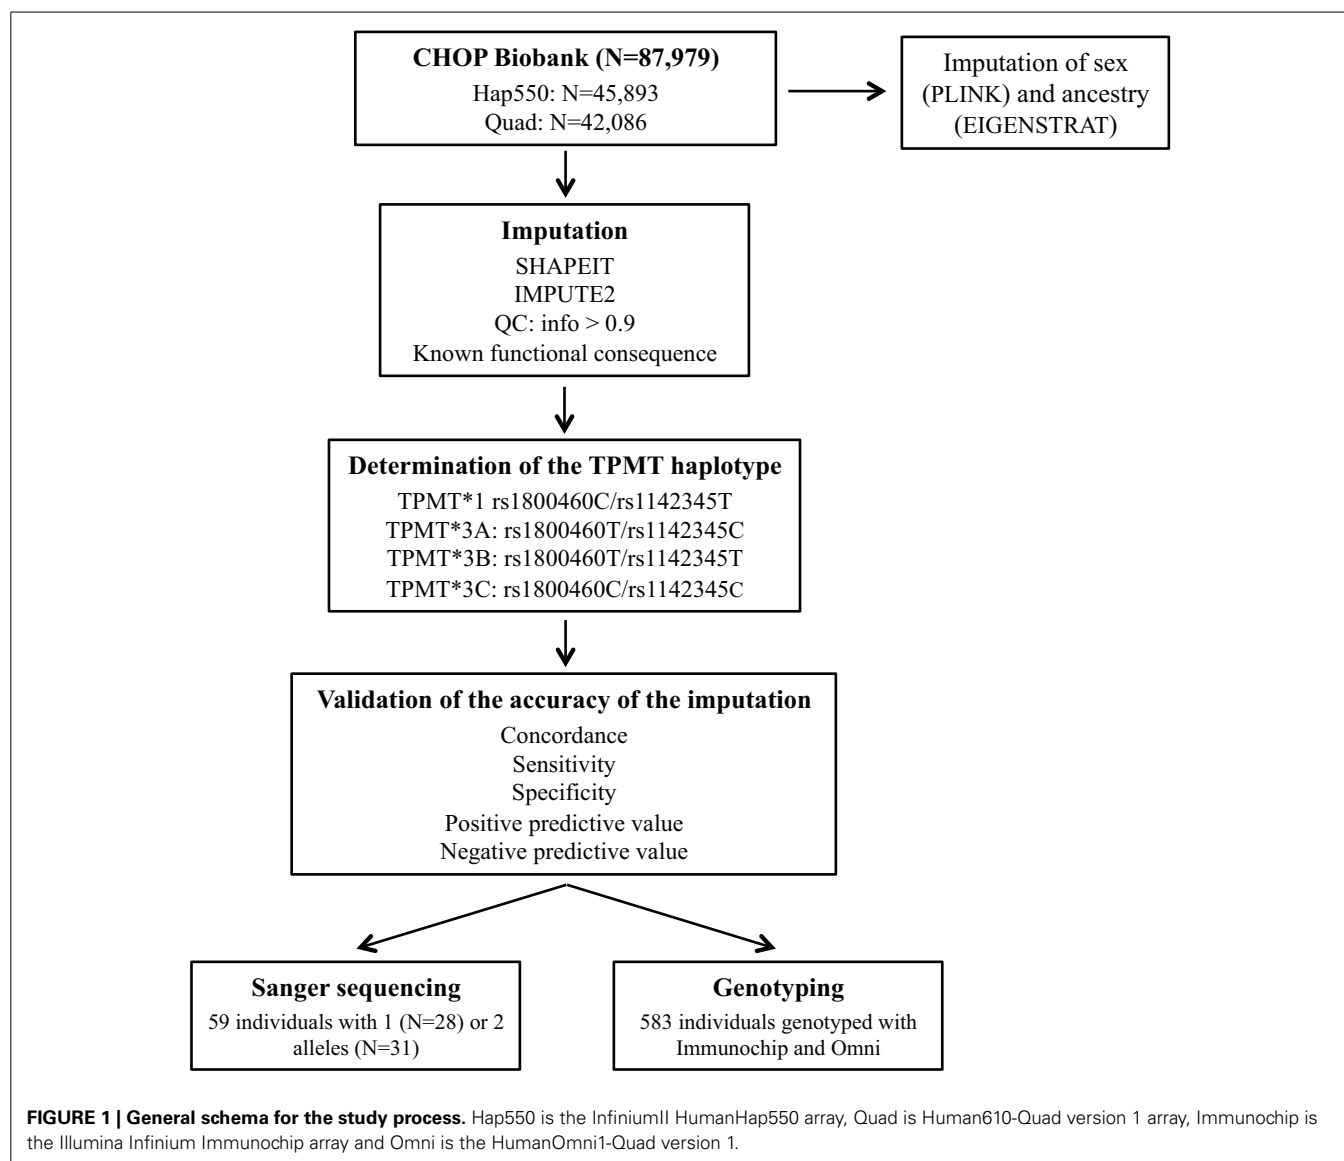 CHOP Biobank (N=87,979)
Hap550: N=45,893
Quad: N=42,086
Imputation of sex
(PLINK) and ancestry
(EIGENSTRAT)
Imputation
SHAPEIT
IMPUTE2
QC: info > 0.9
Known functional consequence
Determination of the TPMT haplotype
TPMT*1 rs1800460C/rs1142345T
TPMT*3A: rs1800460T/rs1142345C
TPMT*3B: rs1800460T/rs1142345T
TPMT*3C: rs1800460C/rs1142345C
Validation of the accuracy of the imputation
Concordance
Sensitivity
Specificity
Positive predictive value
Negative predictive value
Sanger sequencing
59 individuals with 1 (N=28) or 2
alleles (N=31)
Genotyping
583 individuals genotyped with
Immunochip and Omni
FIGURE 1 | General schema for the study process. Hap550 is the InfiniumII HumanHap550 array, Quad is Human610-Quad version 1 array, Immunochip is
the Illumina Infinium Immunochip array and Omni is the HumanOmni1-Quad version 1.